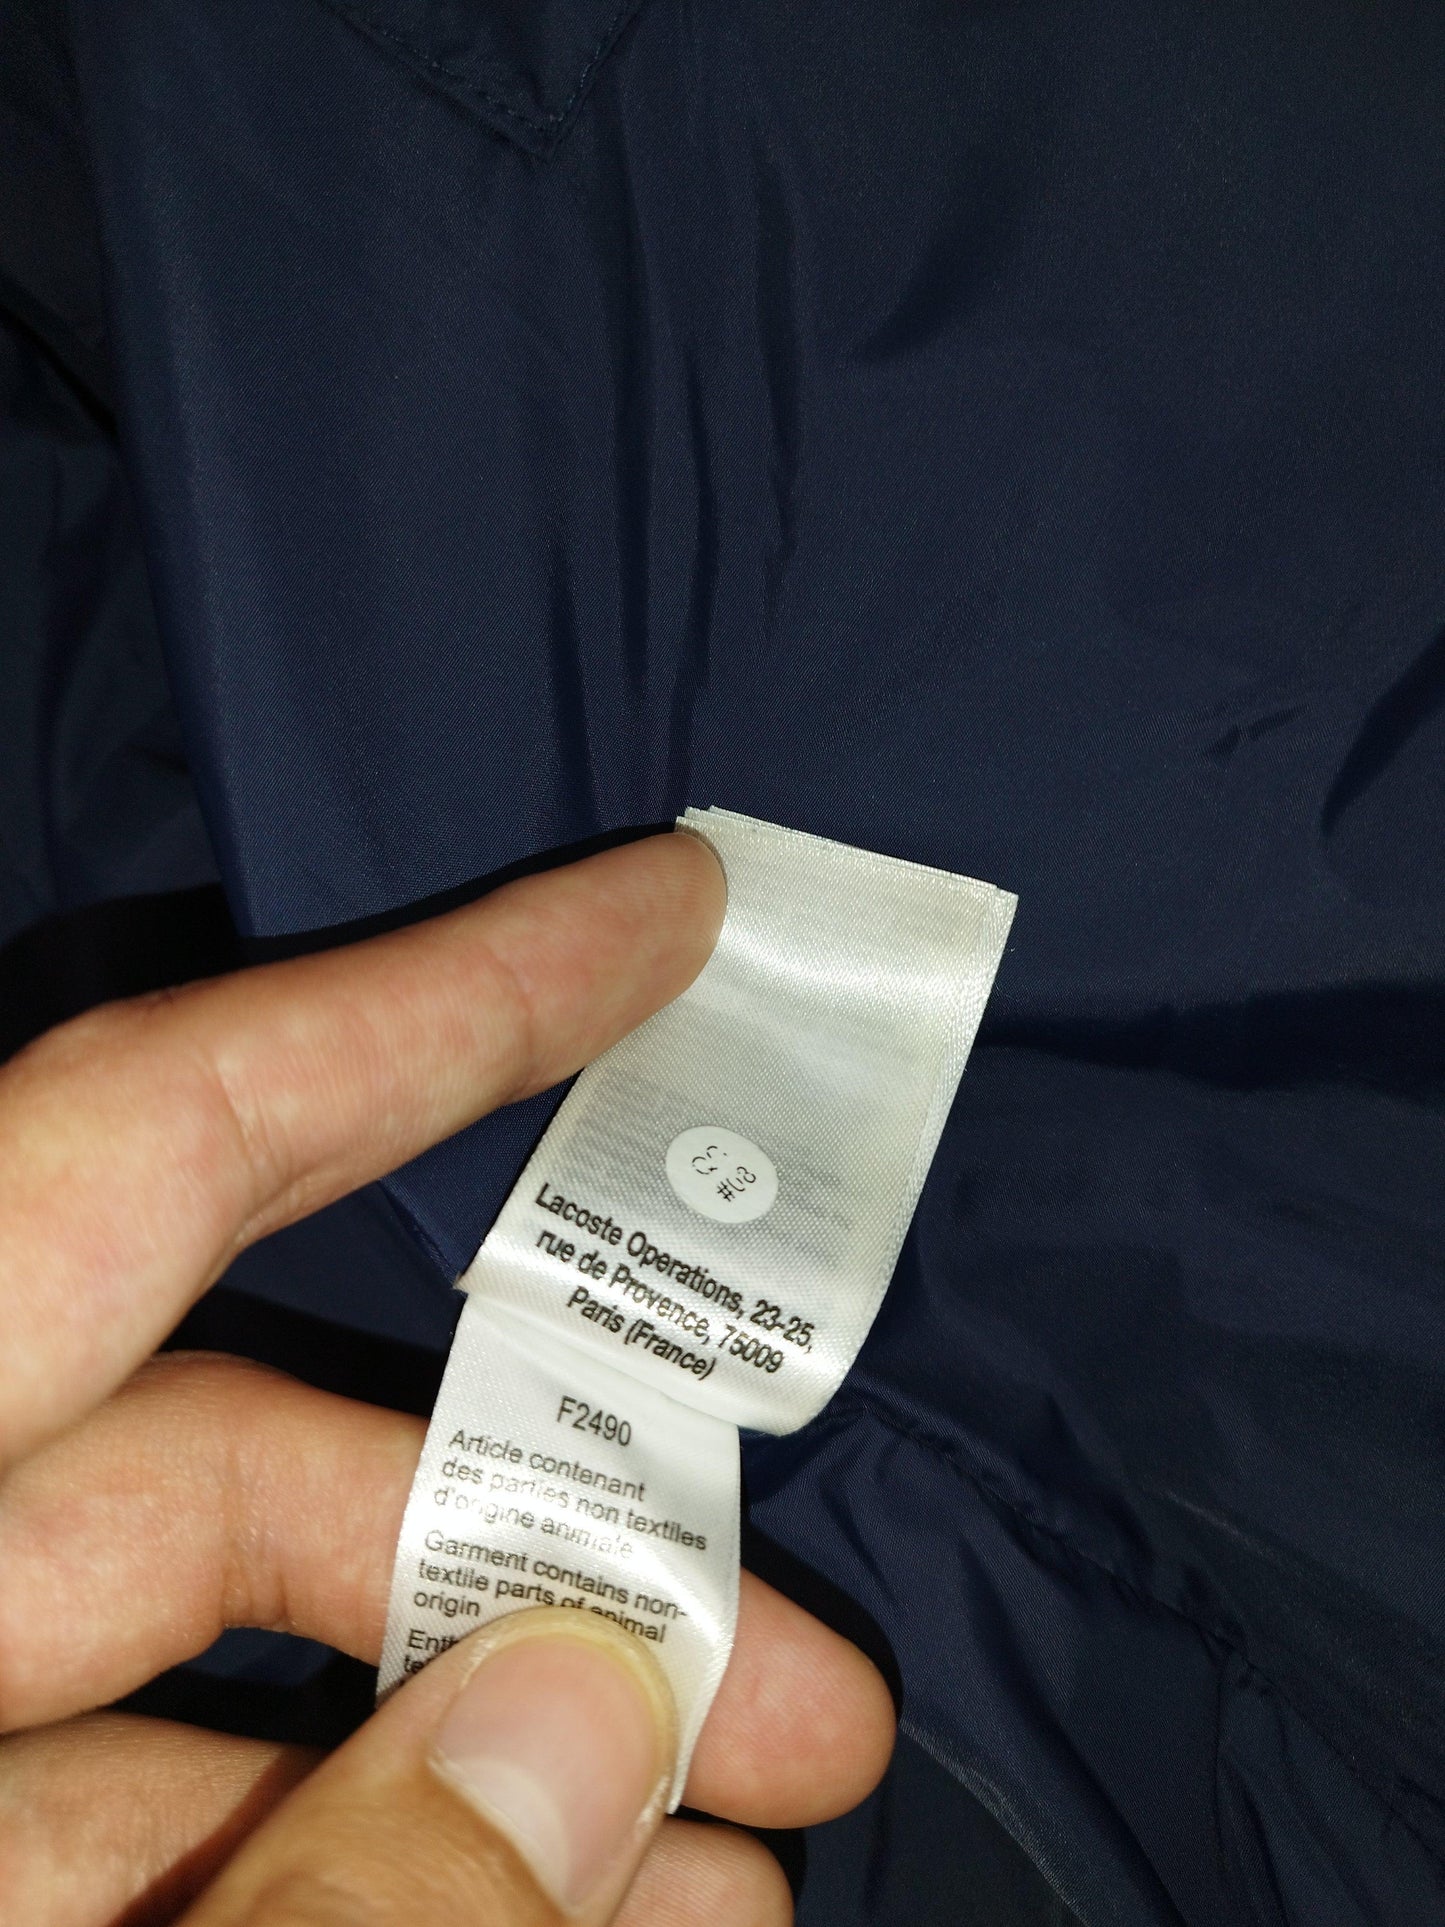 #08
Lacoste Operations, 23-25,
rue de Provence, 75009
Paris (France)
F2490
Article contenant
des parties non textiles
d'origine animale
Garment contains non-
textile parts of animal
origin